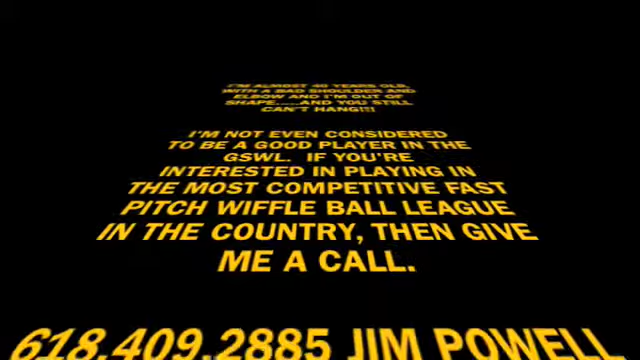 I'M ALMOST 40 YEARS OLD
WITH A BAD SHOULDER AND
ELBOW AND I'M OUT OF
SHAPE.....AND YOU STILL
CAN'T HANG!!!
I'M NOT EVEN CONSIDERED
TO BE A GOOD PLAYER IN THE
GSWL. IF YOU'RE
INTERESTED IN PLAYING IN
THE MOST COMPETITIVE FAST
PITCH WIFFLE BALL LEAGUE
IN THE COUNTRY, THEN GIVE
ME A CALL.
618.409.2885 JIM POWELL